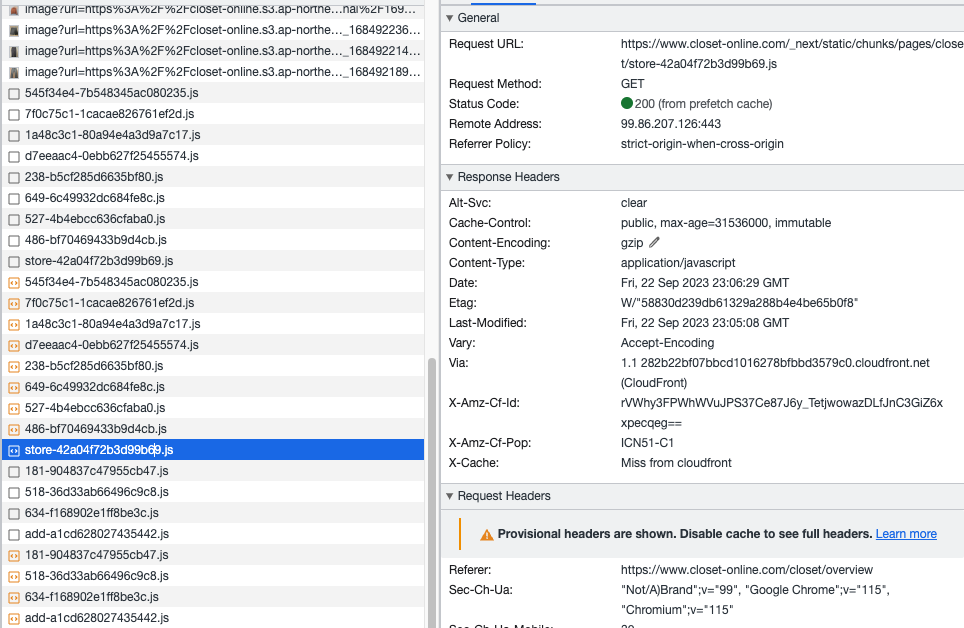 image?url=https%3A%2F%2Fcloset-online.s3.ap-northe...nal%2F169...
image?url=https%3A%2F%2Fcloset-online.s3.ap-northe..._168492236...
image?url=https%3A%2F%2Fcloset-online.s3.ap-northe..._168492214...
image?url=https%3A%2F%2Fcloset-online.s3.ap-northe..._168492189...
545f34e4-7b548345ac080235.js
7f0c75c1-1cacae826761ef2d.js
1a48c3c1-80a94e4a3d9a7c17.js
d7eeaac4-0ebb627f25455574.js
238-b5cf285d6635bf80.js
649-6c49932dc684fe8c.js
527-4b4ebcc636cfaba0.js
486-bf70469433b9d4cb.js
store-42a04f72b3d99b69.js
545f34e4-7b548345ac080235.js
7f0c75c1-1cacae826761ef2d.js
1a48c3c1-80a94e4a3d9a7c17.js
d7eeaac4-0ebb627f25455574.js
238-b5cf285d6635bf80.js
649-6c49932dc684fe8c.js
527-4b4ebcc636cfaba0.js
486-bf70469433b9d4cb.js
store-42a04f72b3d99b69.js
181-904837c47955cb47.js
518-36d33ab66496c9c8.js
634-f168902e1ff8be3c.js
add-a1cd628027435442.js
181-904837c47955cb47.js
518-36d33ab66496c9c8.js
634-f168902e1ff8be3c.js
add-a1cd628027435442.js
General
Request URL: https://www.closet-online.com/_next/static/chunks/pages/close
t/store-42a04f72b3d99b69.js
Request Method: GET
Status Code: 200 (from prefetch cache)
Remote Address: 99.86.207.126:443
Referrer Policy: strict-origin-when-cross-origin
Response Headers
Alt-Svc: clear
Cache-Control: public, max-age=31536000, immutable
Content-Encoding: gzip
Content-Type: application/javascript
Date: Fri, 22 Sep 2023 23:06:29 GMT
Etag: W/"58830d239db61329a288b4e4be65b0f8"
Last-Modified: Fri, 22 Sep 2023 23:05:08 GMT
Vary: Accept-Encoding
Via: 1.1 282b22bf07bbcd1016278bfbbd3579c0.cloudfront.net
(CloudFront)
X-Amz-Cf-Id: rVWhy3FPWhWVuJPS37Ce87J6y_TetjwowazDLfJnC3GiZ6x
xpecqeg==
X-Amz-Cf-Pop: ICN51-C1
X-Cache: Miss from cloudfront
Request Headers
Provisional headers are shown. Disable cache to see full headers. Learn more
Referer: https://www.closet-online.com/closet/overview
Sec-Ch-Ua: "Not/A)Brand";v="99", "Google Chrome";v="115",
"Chromium";v="115"
Sec-Ch-Ua-Mobile: ?0